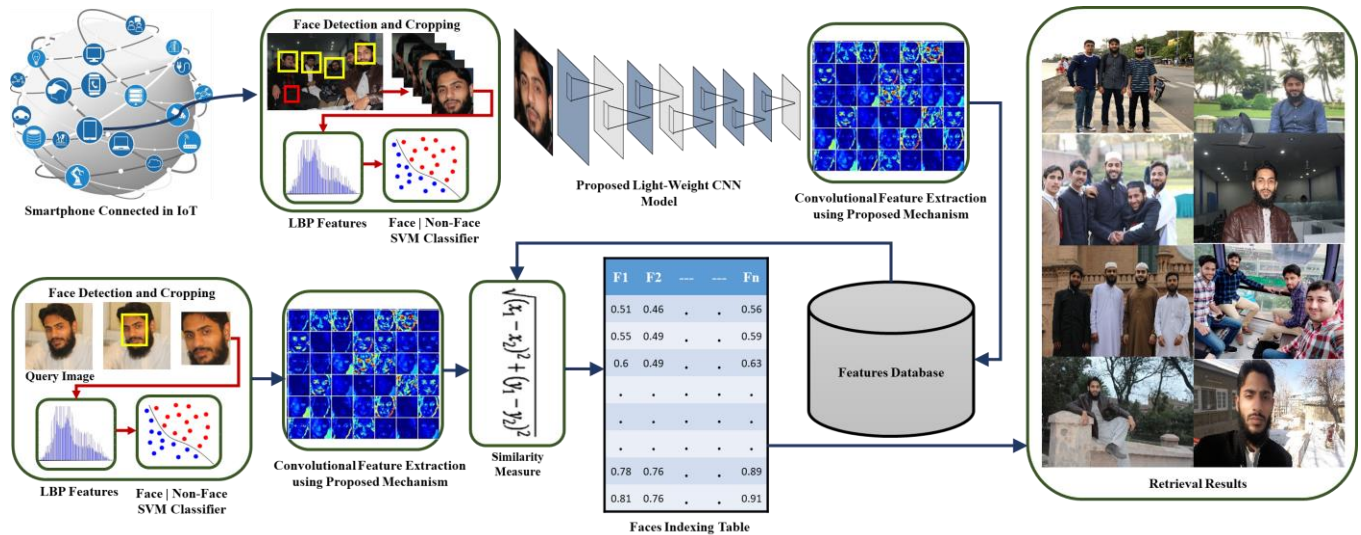 Face Detection and Cropping
Smartphone Connected in IoT
LBP Features
Face | Non-Face
SVM Classifier
Proposed Light-Weight CNN
Model
Convolutional Feature Extraction
using Proposed Mechanism
Face Detection and Cropping
Query Image
LBP Features
Face | Non-Face
SVM Classifier
Convolutional Feature Extraction
using Proposed Mechanism
√(x₁ − x₂)² + (y₁ − y₂)²
Similarity
Measure
F1 F2 --- --- Fn
0.51 0.46 . . 0.56
0.55 0.49 . . 0.59
0.6 0.49 . . 0.63
. . . . .
. . . . .
. . . . .
0.78 0.76 . . 0.89
0.81 0.76 . . 0.91
Faces Indexing Table
Features Database
Retrieval Results